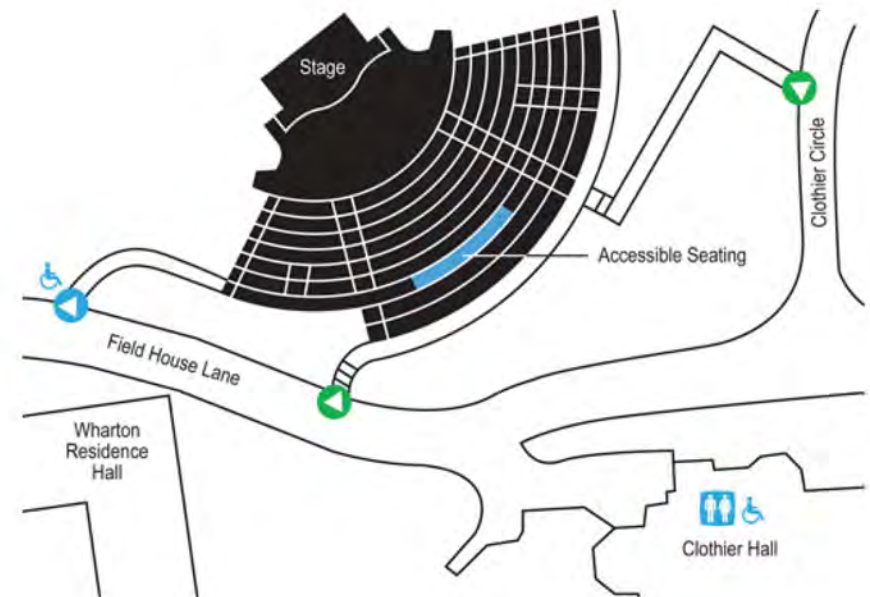 Stage
Clothier Circle
Accessible Seating
Field House Lane
Wharton
Residence
Hall
Clothier Hall